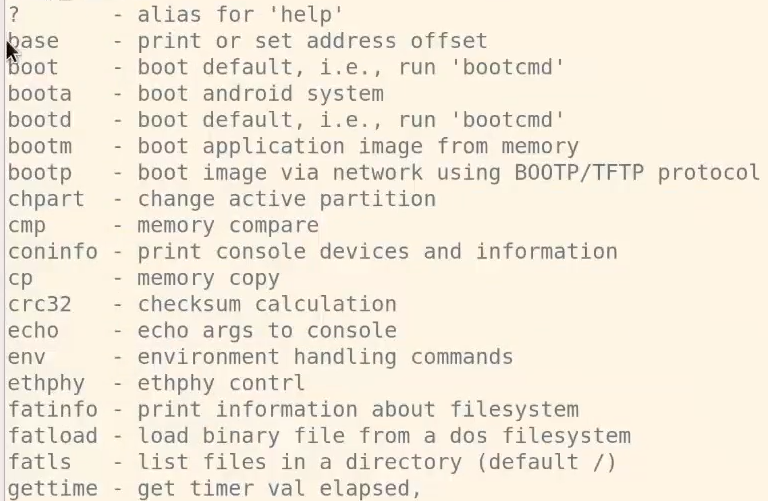 ?       - alias for 'help'
base    - print or set address offset
boot    - boot default, i.e., run 'bootcmd'
boota   - boot android system
bootd   - boot default, i.e., run 'bootcmd'
bootm   - boot application image from memory
bootp   - boot image via network using BOOTP/TFTP protocol
chpart  - change active partition
cmp     - memory compare
coninfo - print console devices and information
cp      - memory copy
crc32   - checksum calculation
echo    - echo args to console
env     - environment handling commands
ethphy  - ethphy contrl
fatinfo - print information about filesystem
fatload - load binary file from a dos filesystem
fatls   - list files in a directory (default /)
gettime - get timer val elapsed,